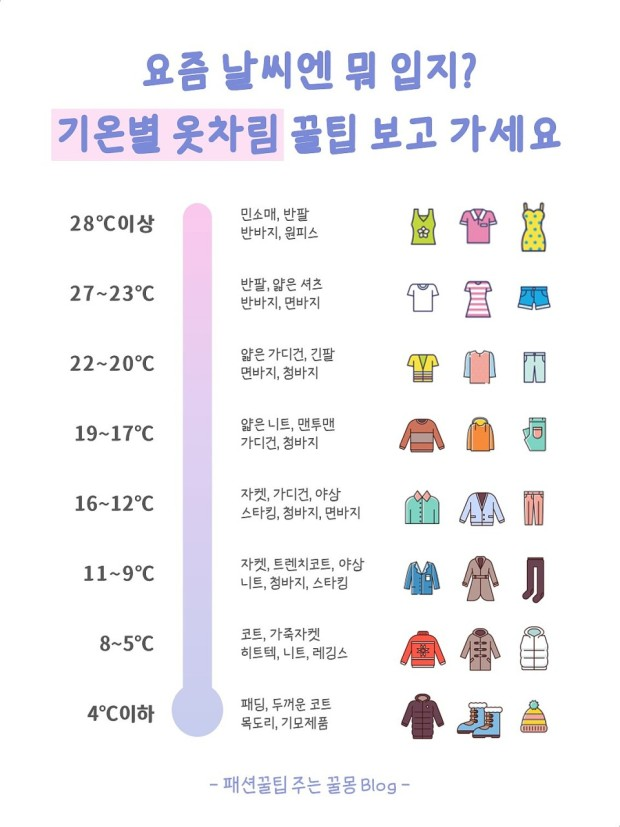 요즘 날씨엔 뭐 입지?
기온별 옷차림 꿀팁 보고 가세요
28℃이상
민소매, 반팔
반바지, 원피스
27~23℃
반팔, 얇은 셔츠
반바지, 면바지
22~20℃
얇은 가디건, 긴팔
면바지, 청바지
19~17℃
얇은 니트, 맨투맨
가디건, 청바지
16~12℃
자켓, 가디건, 야상
스타킹, 청바지, 면바지
11~9℃
자켓, 트렌치코트, 야상
니트, 청바지, 스타킹
8~5℃
코트, 가죽자켓
히트텍, 니트, 레깅스
4℃이하
패딩, 두꺼운 코트
목도리, 기모제품
- 패션꿀팁 주는 꿀몽 Blog -